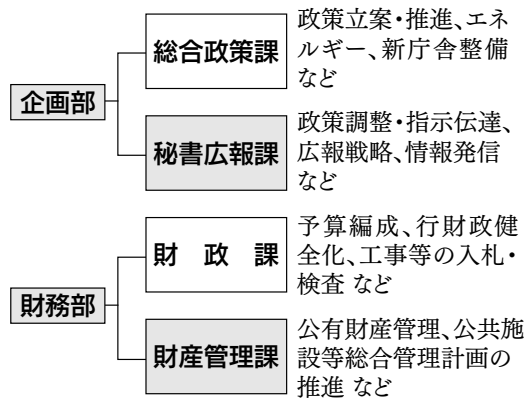 企画部
総合政策課
政策立案・推進、エネ
ルギー、新庁舎整備
など
秘書広報課
政策調整・指示伝達、
広報戦略、情報発信
など
財務部
財政課
予算編成、行財政健
全化、工事等の入札・
検査 など
財産管理課
公有財産管理、公共施
設等総合管理計画の
推進 など